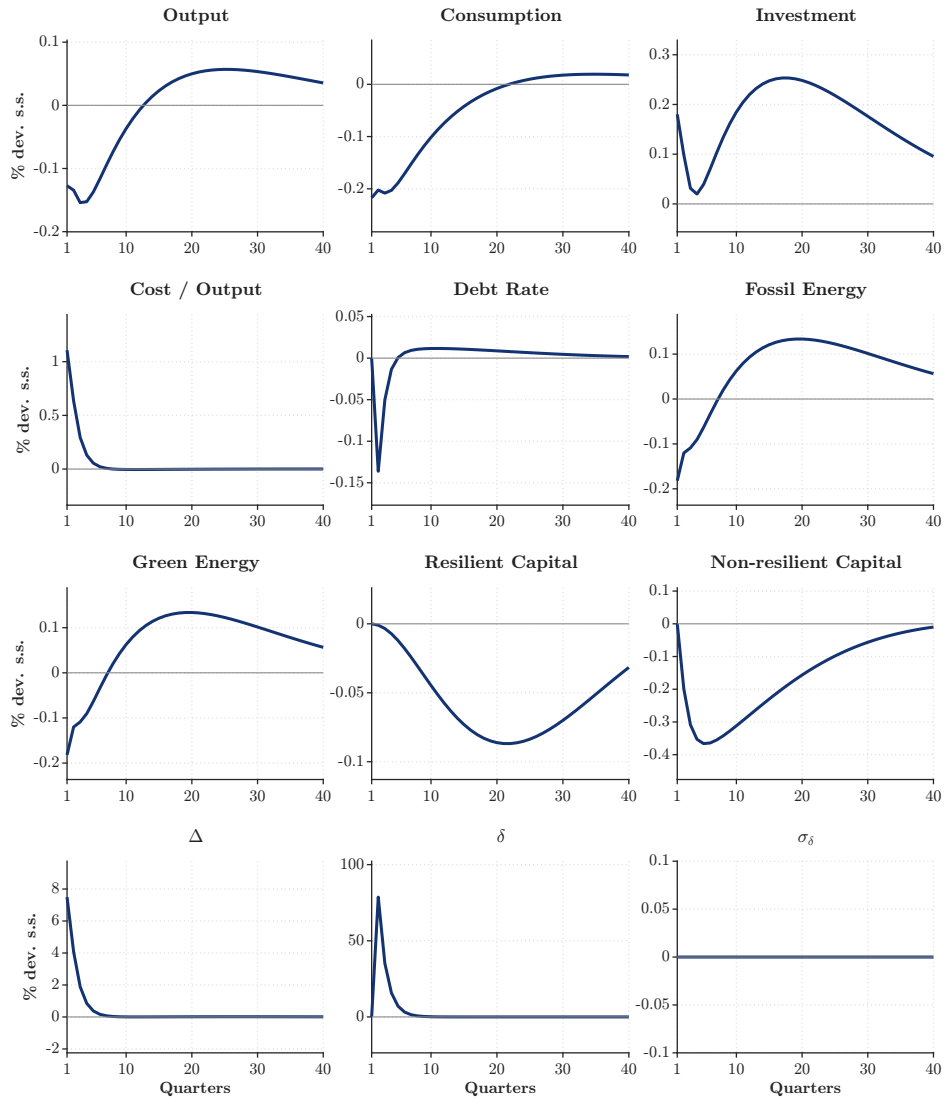 Output Consumption Investment
% dev. s.s.
0.1
0
-0.1
-0.2
1 10 20 30 40
0
-0.1
-0.2
1 10 20 30 40
0.3
0.2
0.1
0
1 10 20 30 40
Cost / Output Debt Rate Fossil Energy
% dev. s.s.
1
0.5
0
1 10 20 30 40
0.05
0
-0.05
-0.1
-0.15
1 10 20 30 40
0.1
0
-0.1
-0.2
1 10 20 30 40
Green Energy Resilient Capital Non-resilient Capital
% dev. s.s.
0.1
0
-0.1
-0.2
1 10 20 30 40
0
-0.05
-0.1
1 10 20 30 40
0.1
0
-0.1
-0.2
-0.3
-0.4
1 10 20 30 40
Δ δ σ_δ
% dev. s.s.
8
6
4
2
0
-2
1 10 20 30 40
Quarters
100
50
0
1 10 20 30 40
Quarters
0.1
0.05
0
-0.05
-0.1
1 10 20 30 40
Quarters